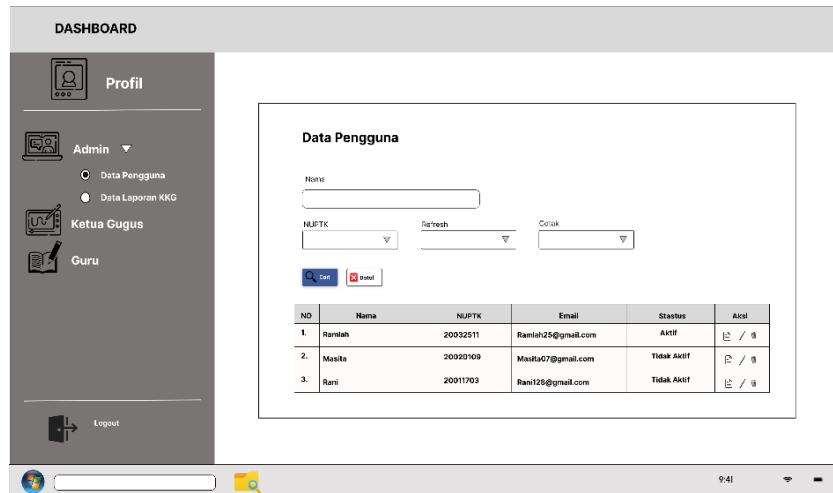 DASHBOARD
Profil
Admin
Data Pengguna
Data Laporan KKG
Ketua Gugus
Guru
Logout
Data Pengguna
Nama
NUPTK Refresh Cetak
Cari Batal
NO Nama NUPTK Email Stastus Aksi
1. Ramlah 20032511 Ramlah25@gmail.com Aktif
2. Masita 20020109 Masita07@gmail.com Tidak Aktif
3. Rani 20011703 Rani128@gmail.com Tidak Aktif
9:41